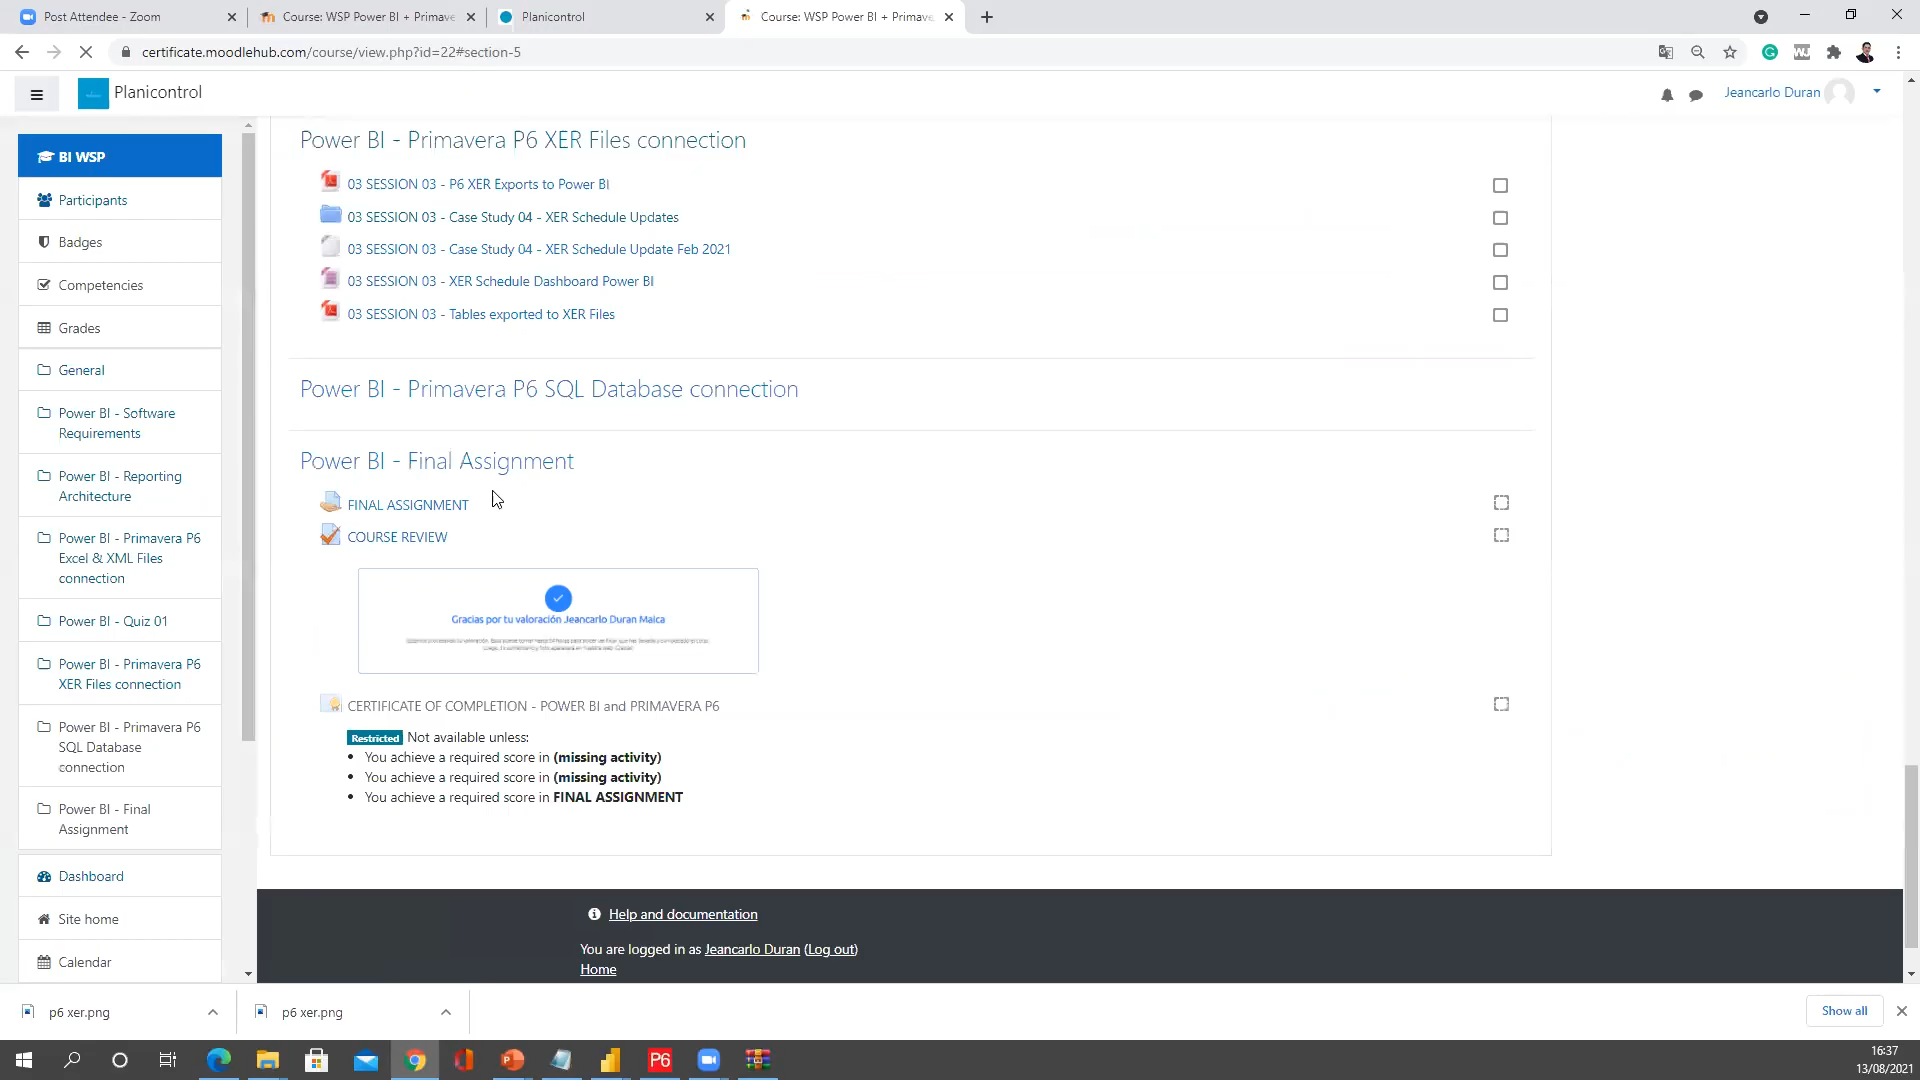 Post Attendee - Zoom
Course: WSP Power BI + Primave
Planicontrol
Course: WSP Power BI + Primave
certificate.moodlehub.com/course/view.php?id=22#section-5
Planicontrol
Jeancarlo Duran
BI WSP
Participants
Badges
Competencies
Grades
General
Power BI - Software
Requirements
Power BI - Reporting
Architecture
Power BI - Primavera P6
Excel & XML Files
connection
Power BI - Quiz 01
Power BI - Primavera P6
XER Files connection
Power BI - Primavera P6
SQL Database
connection
Power BI - Final
Assignment
Dashboard
Site home
Calendar
Power BI - Primavera P6 XER Files connection
03 SESSION 03 - P6 XER Exports to Power BI
03 SESSION 03 - Case Study 04 - XER Schedule Updates
03 SESSION 03 - Case Study 04 - XER Schedule Update Feb 2021
03 SESSION 03 - XER Schedule Dashboard Power BI
03 SESSION 03 - Tables exported to XER Files
Power BI - Primavera P6 SQL Database connection
Power BI - Final Assignment
FINAL ASSIGNMENT
COURSE REVIEW
Gracias por tu valoración Jeancarlo Duran Maica
CERTIFICATE OF COMPLETION - POWER BI and PRIMAVERA P6
Restricted Not available unless:
• You achieve a required score in (missing activity)
• You achieve a required score in (missing activity)
• You achieve a required score in FINAL ASSIGNMENT
Help and documentation
You are logged in as Jeancarlo Duran (Log out)
Home
p6 xer.png
p6 xer.png
Show all
P6
16:37
13/08/2021